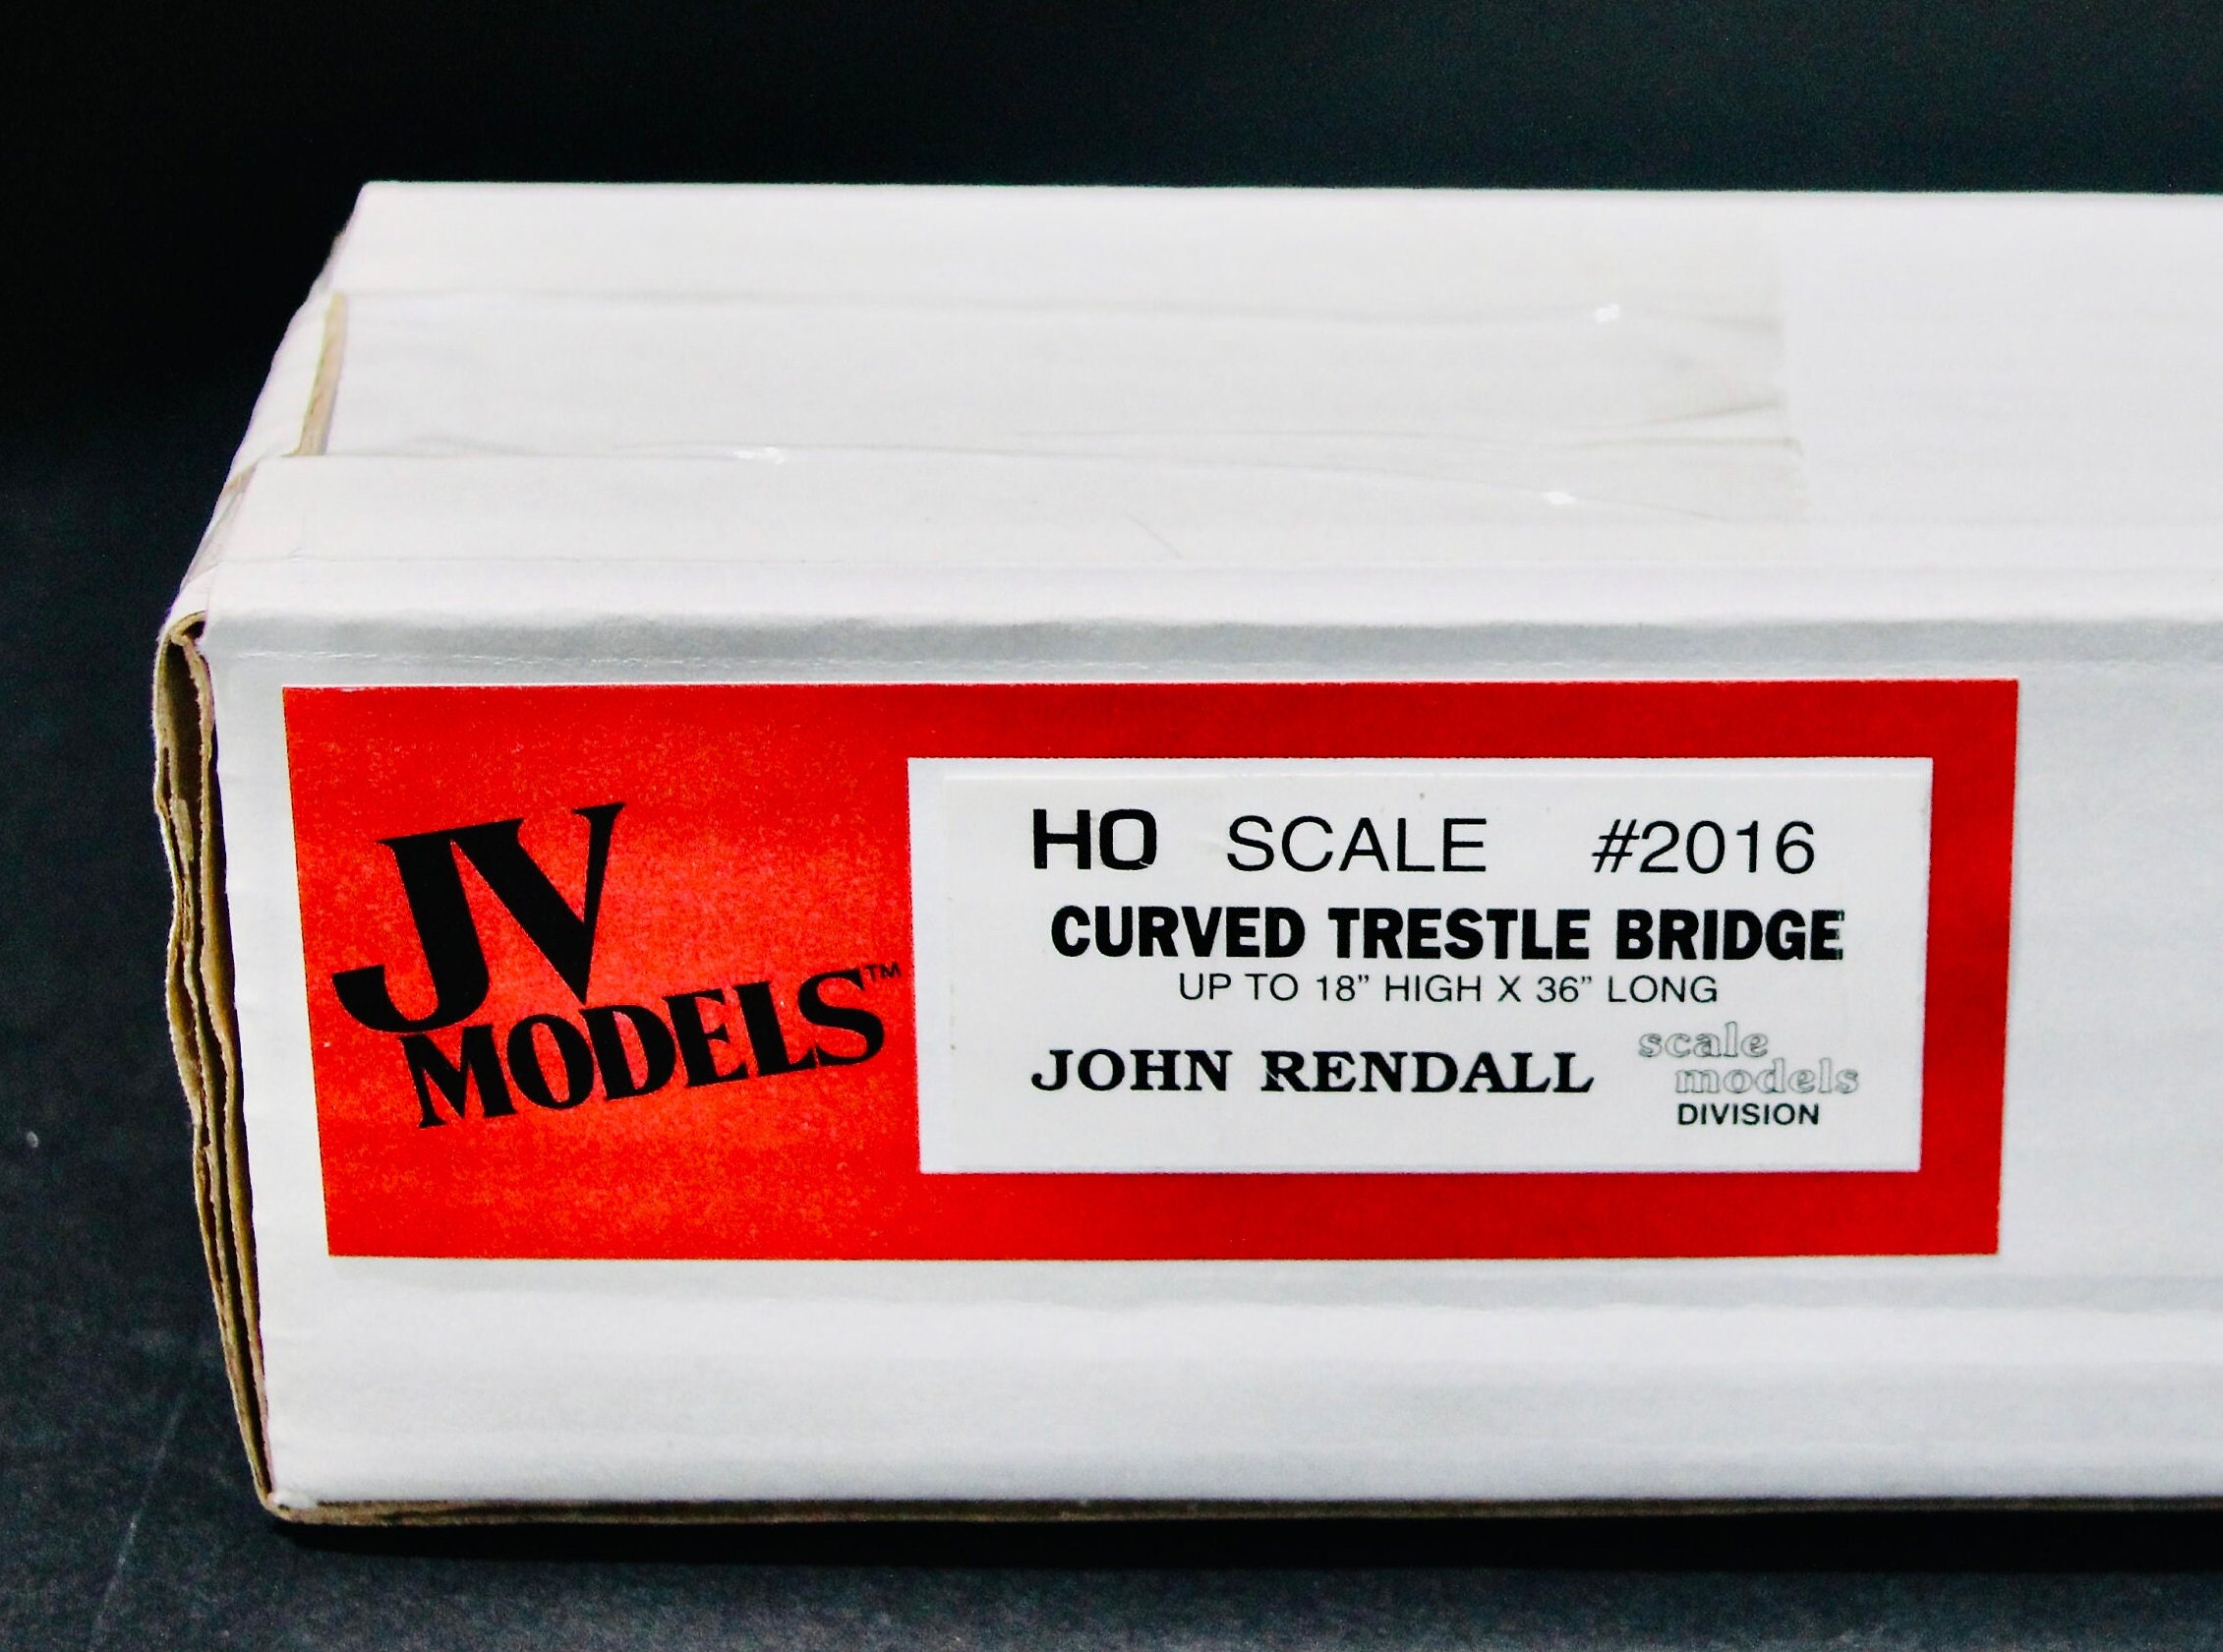 JV
MODELS™
HO SCALE #2016
CURVED TRESTLE BRIDGE
UP TO 18” HIGH X 36” LONG
JOHN RENDALL
scale
models
DIVISION